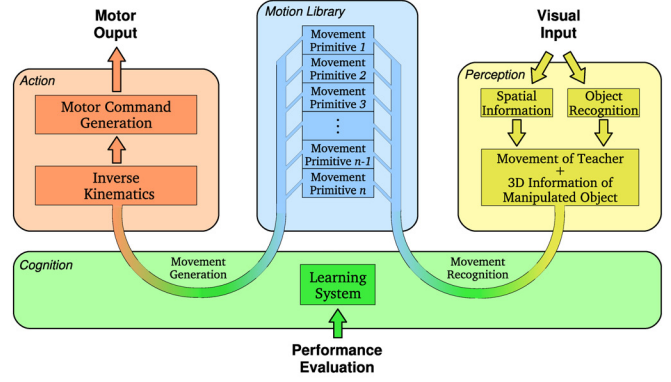 Motor
Ouput
Action
Motor Command
Generation
Inverse
Kinematics
Motion Library
Movement
Primitive 1
Movement
Primitive 2
Movement
Primitive 3
⋮
Movement
Primitive n-1
Movement
Primitive n
Visual
Input
Perception
Spatial
Information
Object
Recognition
Movement of Teacher
+
3D Information of
Manipulated Object
Cognition
Movement
Generation
Learning
System
Movement
Recognition
Performance
Evaluation